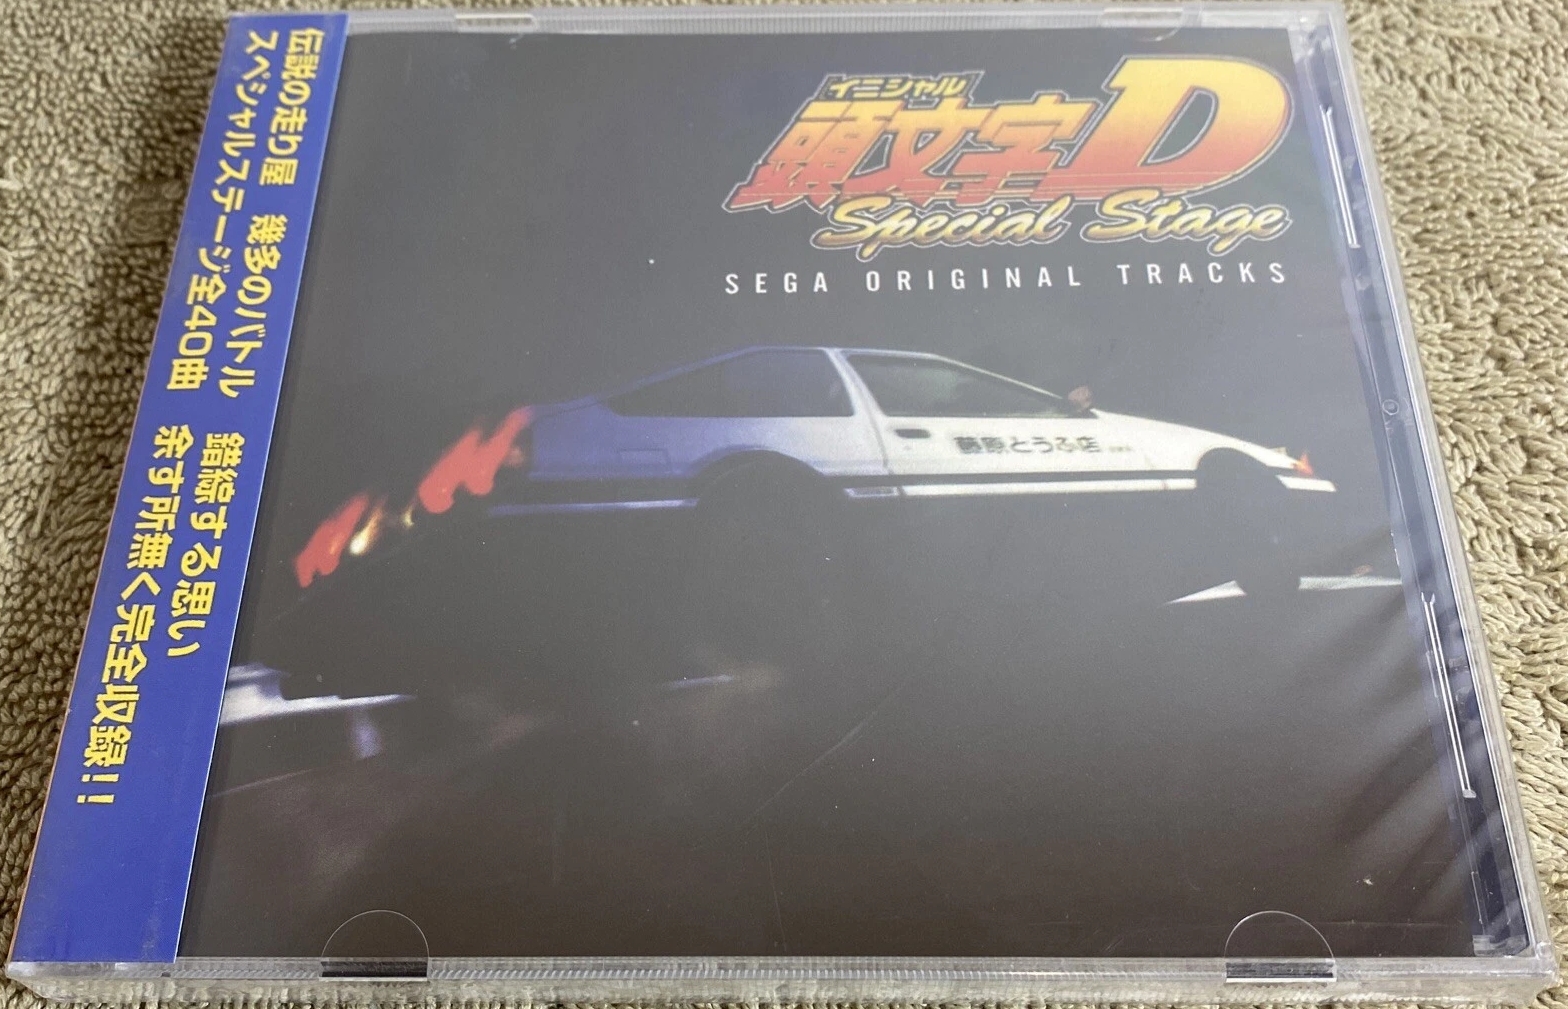 伝説の走り屋 幾多のバトル 錯綜する思い
スペシャルステージ全40曲 余す所無く完全収録!!
イニシャル
頭文字D
Special Stage
SEGA ORIGINAL TRACKS
藤原とうふ店